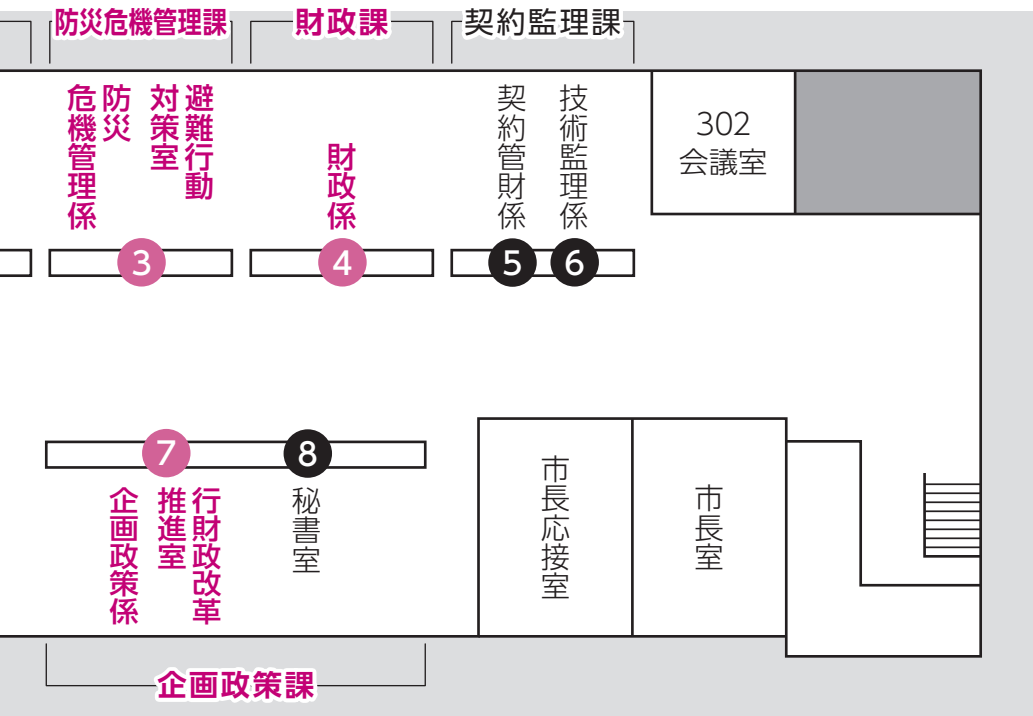 防災危機管理課
財政課
契約監理課
避難行動
対策室
防災
危機管理係
財政係
技術監理係
契約管財係
302
会議室
3
4
5
6
7
8
行財政改革
推進室
企画政策係
秘書室
市長応接室
市長室
企画政策課